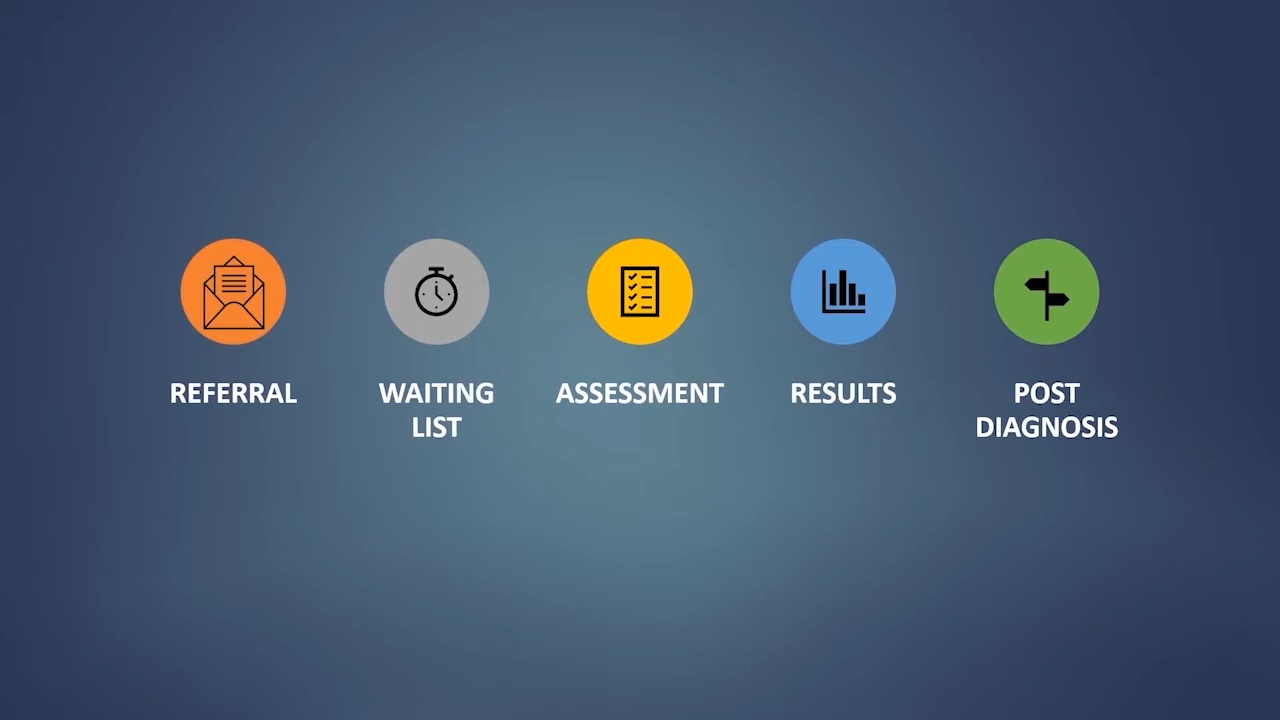 REFERRAL
WAITING
LIST
ASSESSMENT
RESULTS
POST
DIAGNOSIS